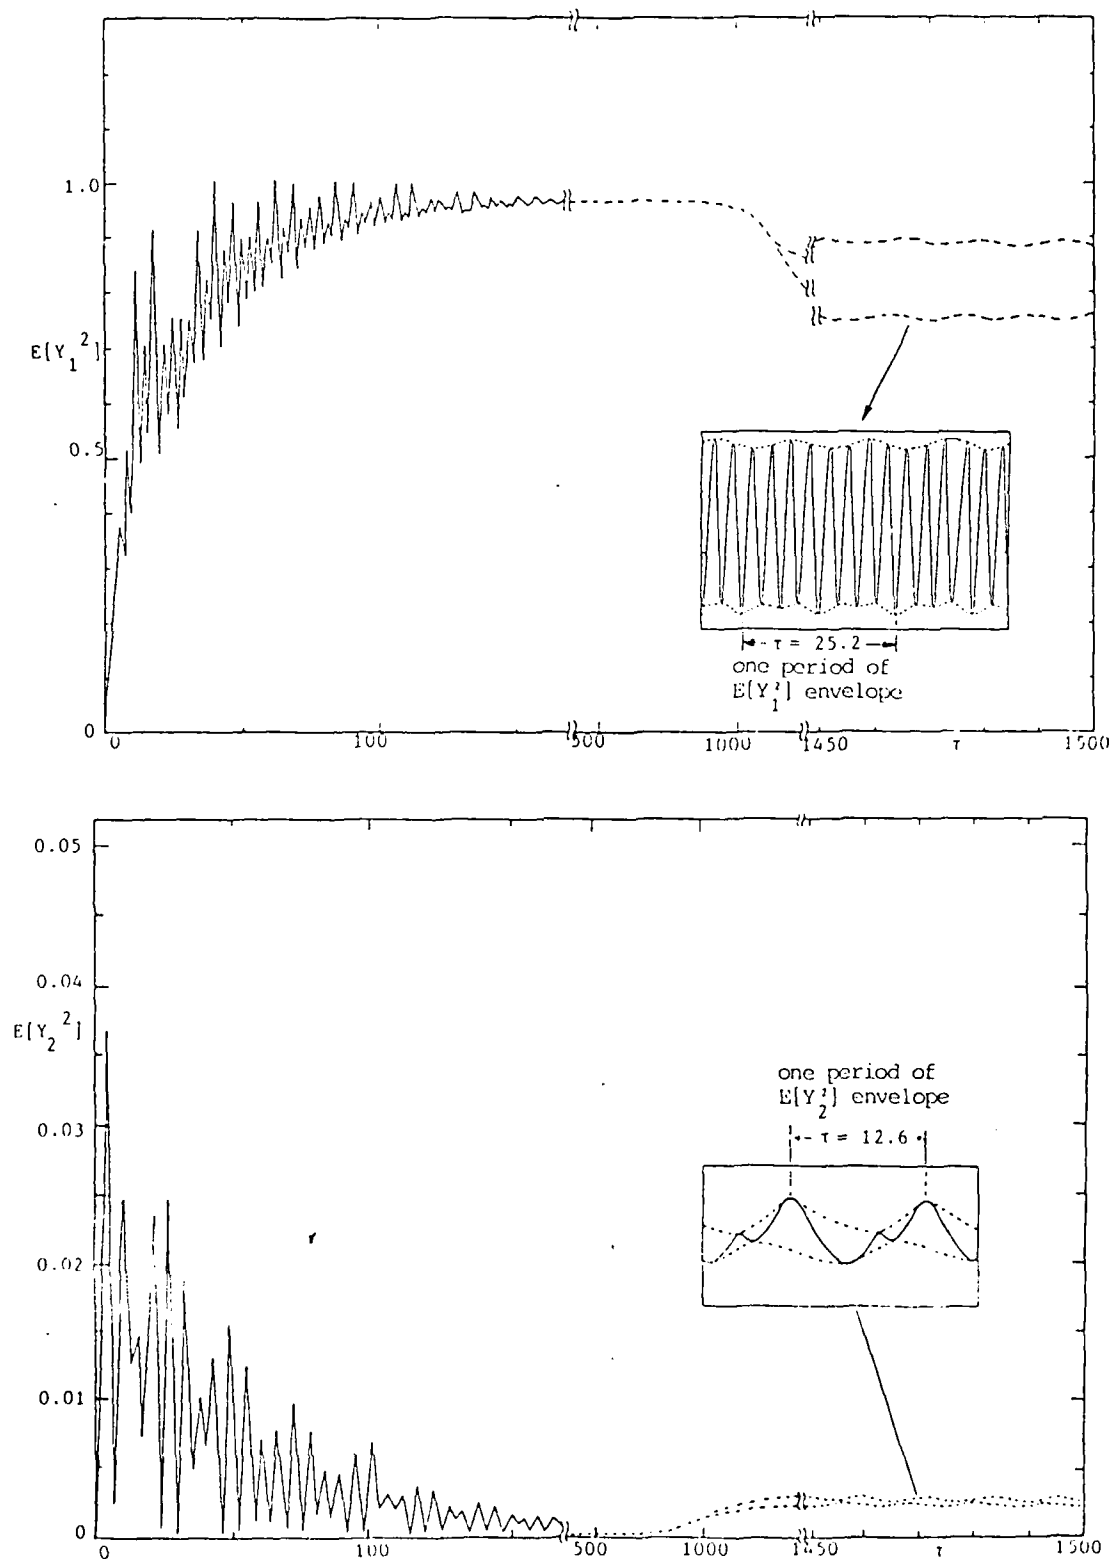 1.0
E[Y₁²]
0.5
0
τ = 25.2
one period of
E[Y₁²] envelope
0 100 500 1000 1450 τ 1500
0.05
0.04
E[Y₂²]
0.03
0.02
0.01
0
one period of
E[Y₂²] envelope
τ = 12.6
0 100 500 1000 1450 τ 1500